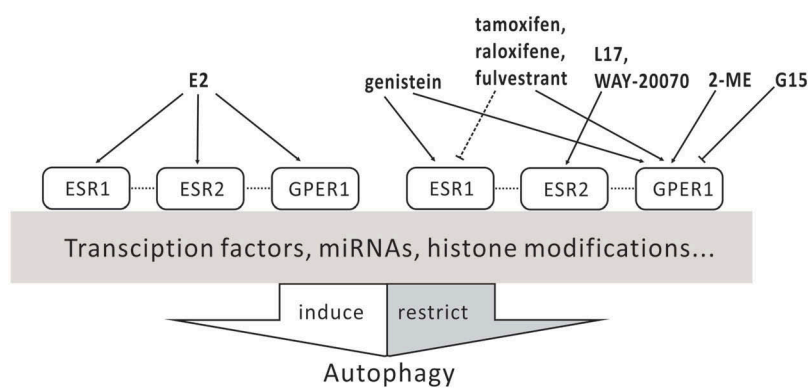 tamoxifen,
raloxifene,
fulvestrant
L17,
WAY-20070
E2
genistein
2-ME
G15
ESR1
ESR2
GPER1
ESR1
ESR2
GPER1
Transciption factors, miRNAs, histone modifications...
induce
restrict
Autophagy